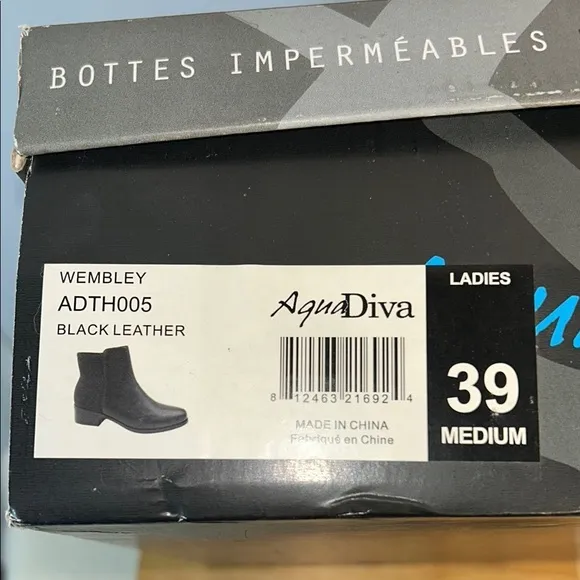 BOTTES IMPERMÉABLES
WEMBLEY
ADTH005
BLACK LEATHER
AquaDiva
8 12463 21692 4
MADE IN CHINA
Fabriqué en Chine
LADIES
39
MEDIUM